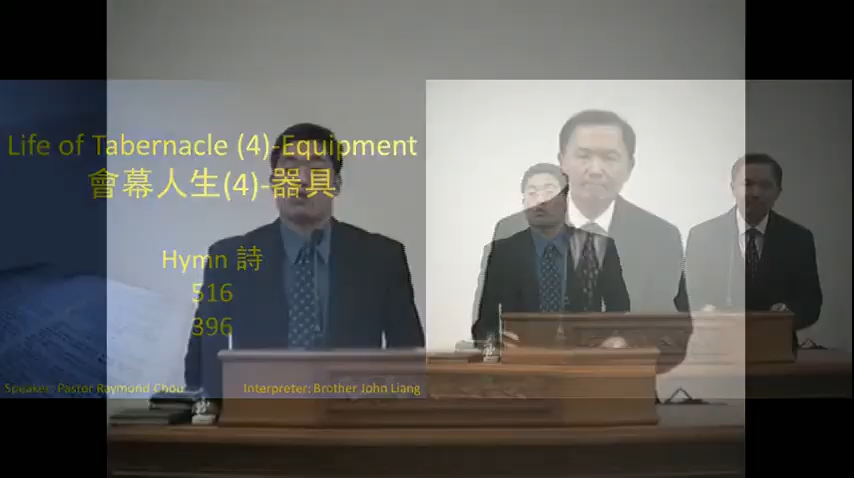 Life of Tabernacle (4)-Equipment
會幕人生(4)-器具
Hymn 詩
516
396
Speaker: Pastor Raymond Chou
Interpreter: Brother John Liang